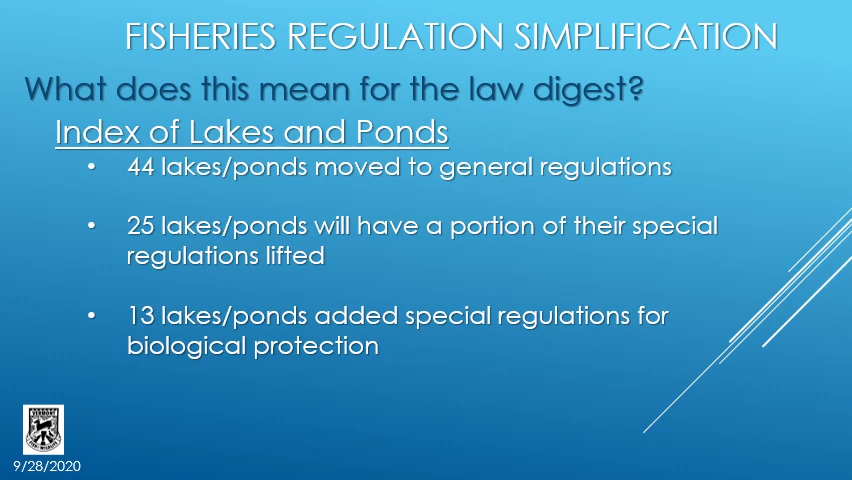 FISHERIES REGULATION SIMPLIFICATION
What does this mean for the law digest?
Index of Lakes and Ponds
• 44 lakes/ponds moved to general regulations
• 25 lakes/ponds will have a portion of their special
regulations lifted
• 13 lakes/ponds added special regulations for
biological protection
VERMONT
9/28/2020